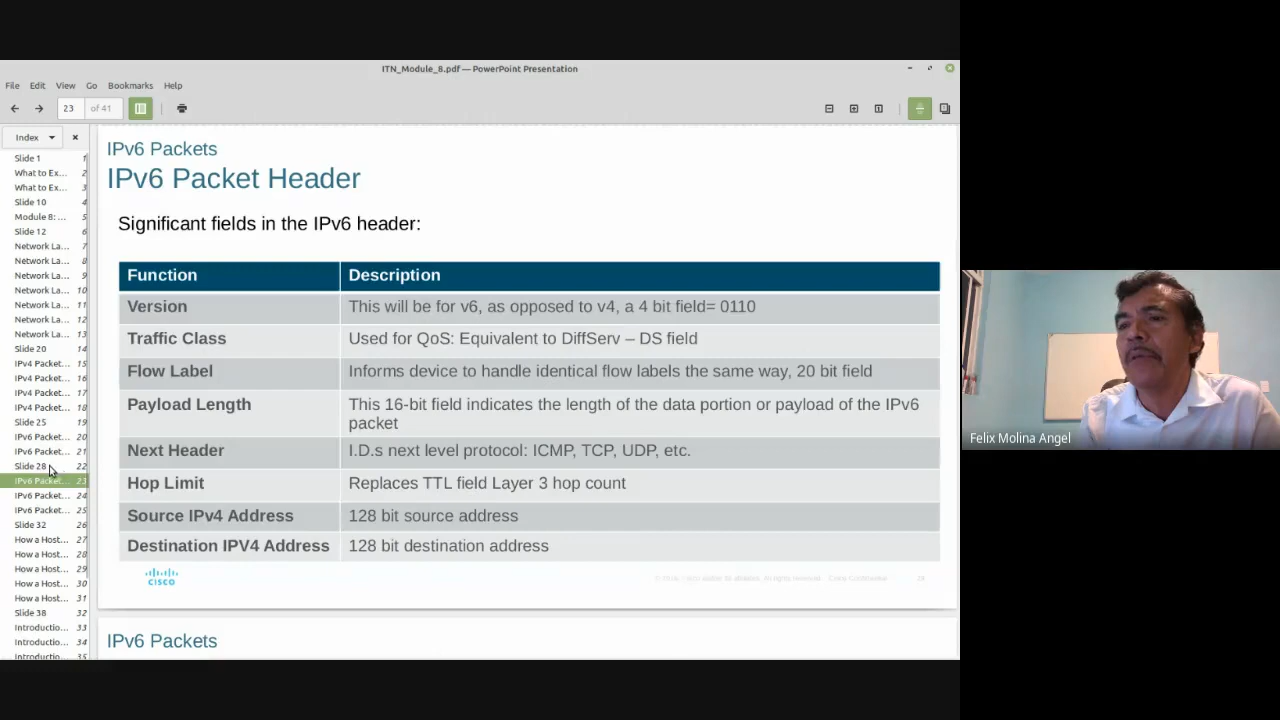 ITN_Module_8.pdf — PowerPoint Presentation
File Edit View Go Bookmarks Help
23 of 41
Index
Slide 1 1
What to Ex... 2
What to Ex... 3
Slide 10 4
Module 8: ... 5
Slide 12 6
Network La... 7
Network La... 8
Network La... 9
Network La... 10
Network La... 11
Network La... 12
Network La... 13
Slide 20 14
IPv4 Packet... 15
IPv4 Packet... 16
IPv4 Packet... 17
IPv4 Packet... 18
Slide 25 19
IPv6 Packet... 20
IPv6 Packet... 21
Slide 28 22
IPv6 Packet... 23
IPv6 Packet... 24
IPv6 Packet... 25
Slide 32 26
How a Host... 27
How a Host... 28
How a Host... 29
How a Host... 30
How a Host... 31
Slide 38 32
Introductio... 33
Introductio... 34
Introductio... 35
IPv6 Packets
IPv6 Packet Header
Significant fields in the IPv6 header:
Function Description
Version This will be for v6, as opposed to v4, a 4 bit field= 0110
Traffic Class Used for QoS: Equivalent to DiffServ – DS field
Flow Label Informs device to handle identical flow labels the same way, 20 bit field
Payload Length This 16-bit field indicates the length of the data portion or payload of the IPv6
packet
Next Header I.D.s next level protocol: ICMP, TCP, UDP, etc.
Hop Limit Replaces TTL field Layer 3 hop count
Source IPv4 Address 128 bit source address
Destination IPV4 Address 128 bit destination address
CISCO
IPv6 Packets
Felix Molina Angel